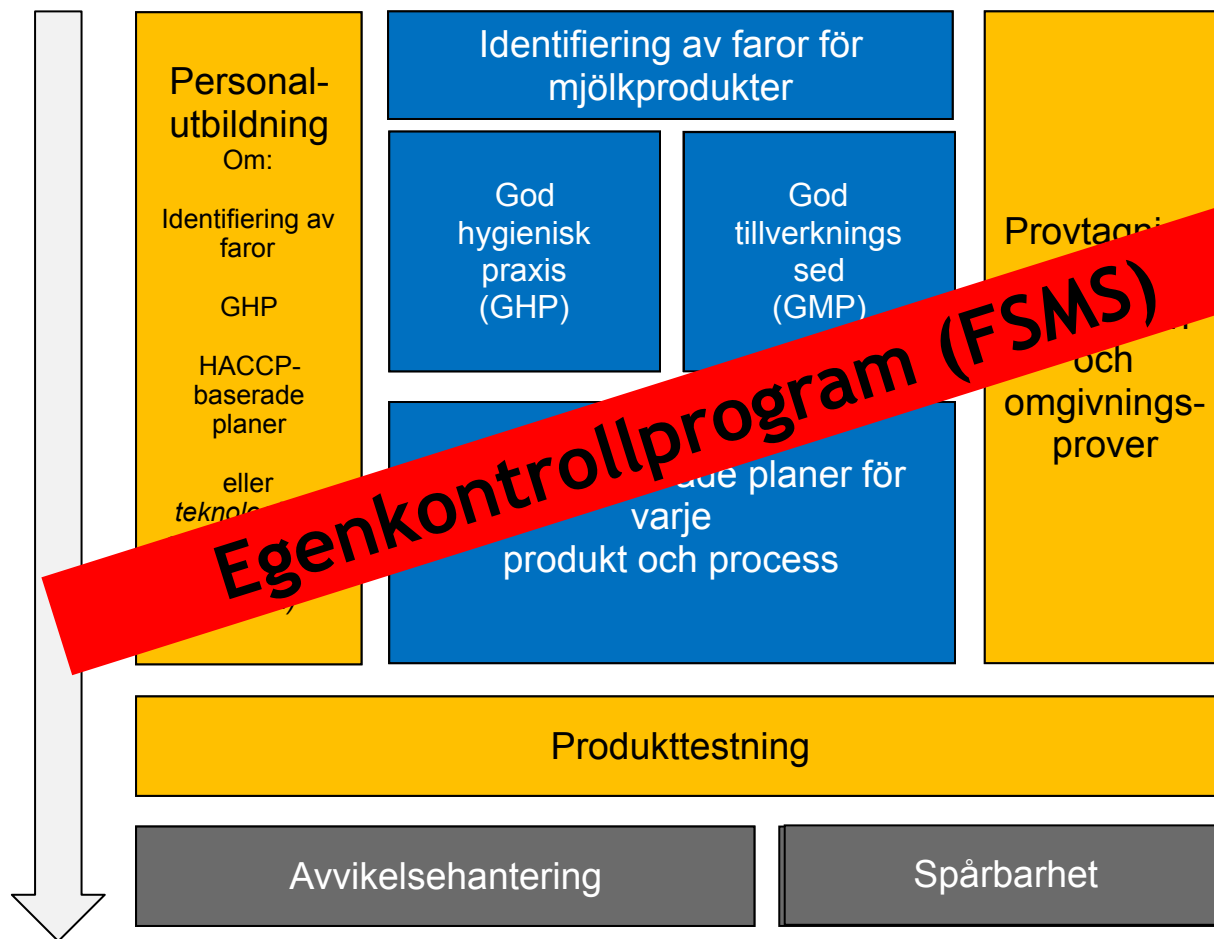 Personal-
utbildning
Om:
Identifiering av
faror
GHP
HACCP-
baserade
planer
eller
Identifiering av faror för
mjölkprodukter
God
hygienisk
praxis
(GHP)
God
tillverknings
sed
(GMP)
planer för
varje
produkt och process
och
omgivnings-
prover
Egenkontrollprogram (FSMS)
Produkttestning
Avvikelsehantering
Spårbarhet